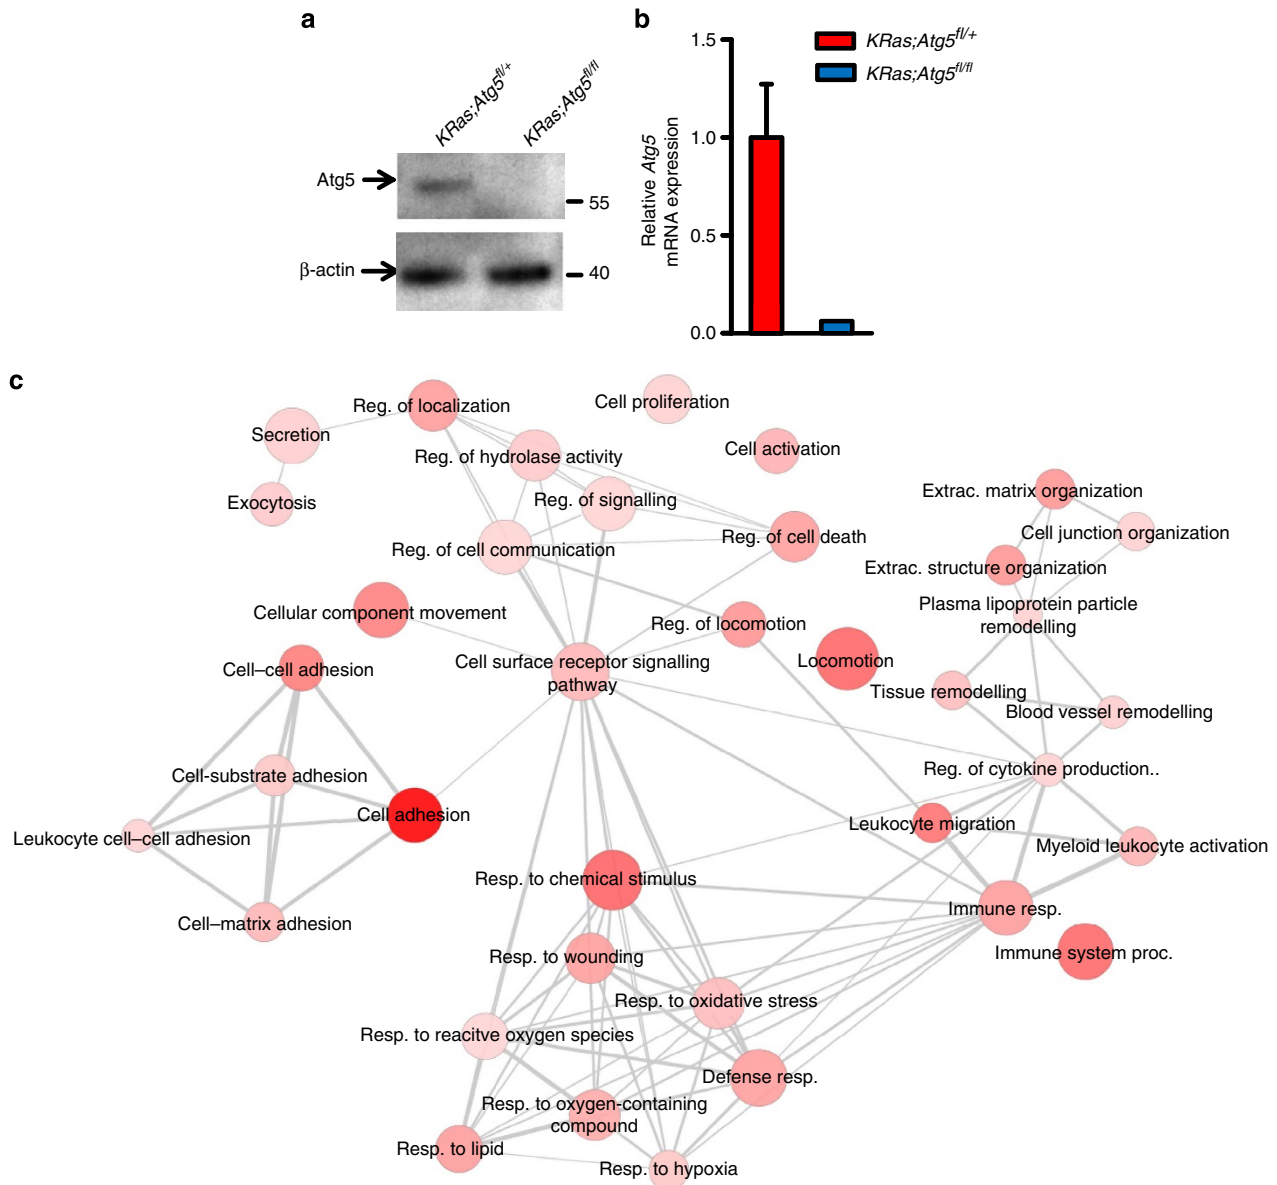 a
KRas;Atg5fl/+
KRas;Atg5fl/fl
Atg5
55
β-actin
40
b
1.5
1.0
0.5
0.0
Relative Atg5
mRNA expression
KRas;Atg5fl/+
KRas;Atg5fl/fl
c
Reg. of localization
Cell proliferation
Secretion
Cell activation
Reg. of hydrolase activity
Exocytosis
Reg. of signalling
Extrac. matrix organization
Cell junction organization
Reg. of cell death
Reg. of cell communication
Extrac. structure organization
Cellular component movement
Reg. of locomotion
Plasma lipoprotein particle
remodelling
Cell–cell adhesion
Cell surface receptor signalling
pathway
Locomotion
Tissue remodelling
Blood vessel remodelling
Cell-substrate adhesion
Reg. of cytokine production..
Cell adhesion
Leukocyte cell–cell adhesion
Leukocyte migration
Myeloid leukocyte activation
Resp. to chemical stimulus
Cell–matrix adhesion
Immune resp.
Resp. to wounding
Immune system proc.
Resp. to oxidative stress
Resp. to reacitve oxygen species
Defense resp.
Resp. to oxygen-containing
compound
Resp. to lipid
Resp. to hypoxia